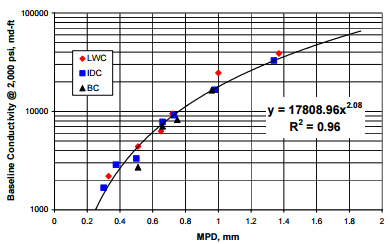 100000
10000
1000
Baseline Conductivity @ 2,000 psi, md-ft
LWC
IDC
BC
y = 17808.96x^2.08
R^2 = 0.96
0 0.2 0.4 0.6 0.8 1 1.2 1.4 1.6 1.8 2
MPD, mm